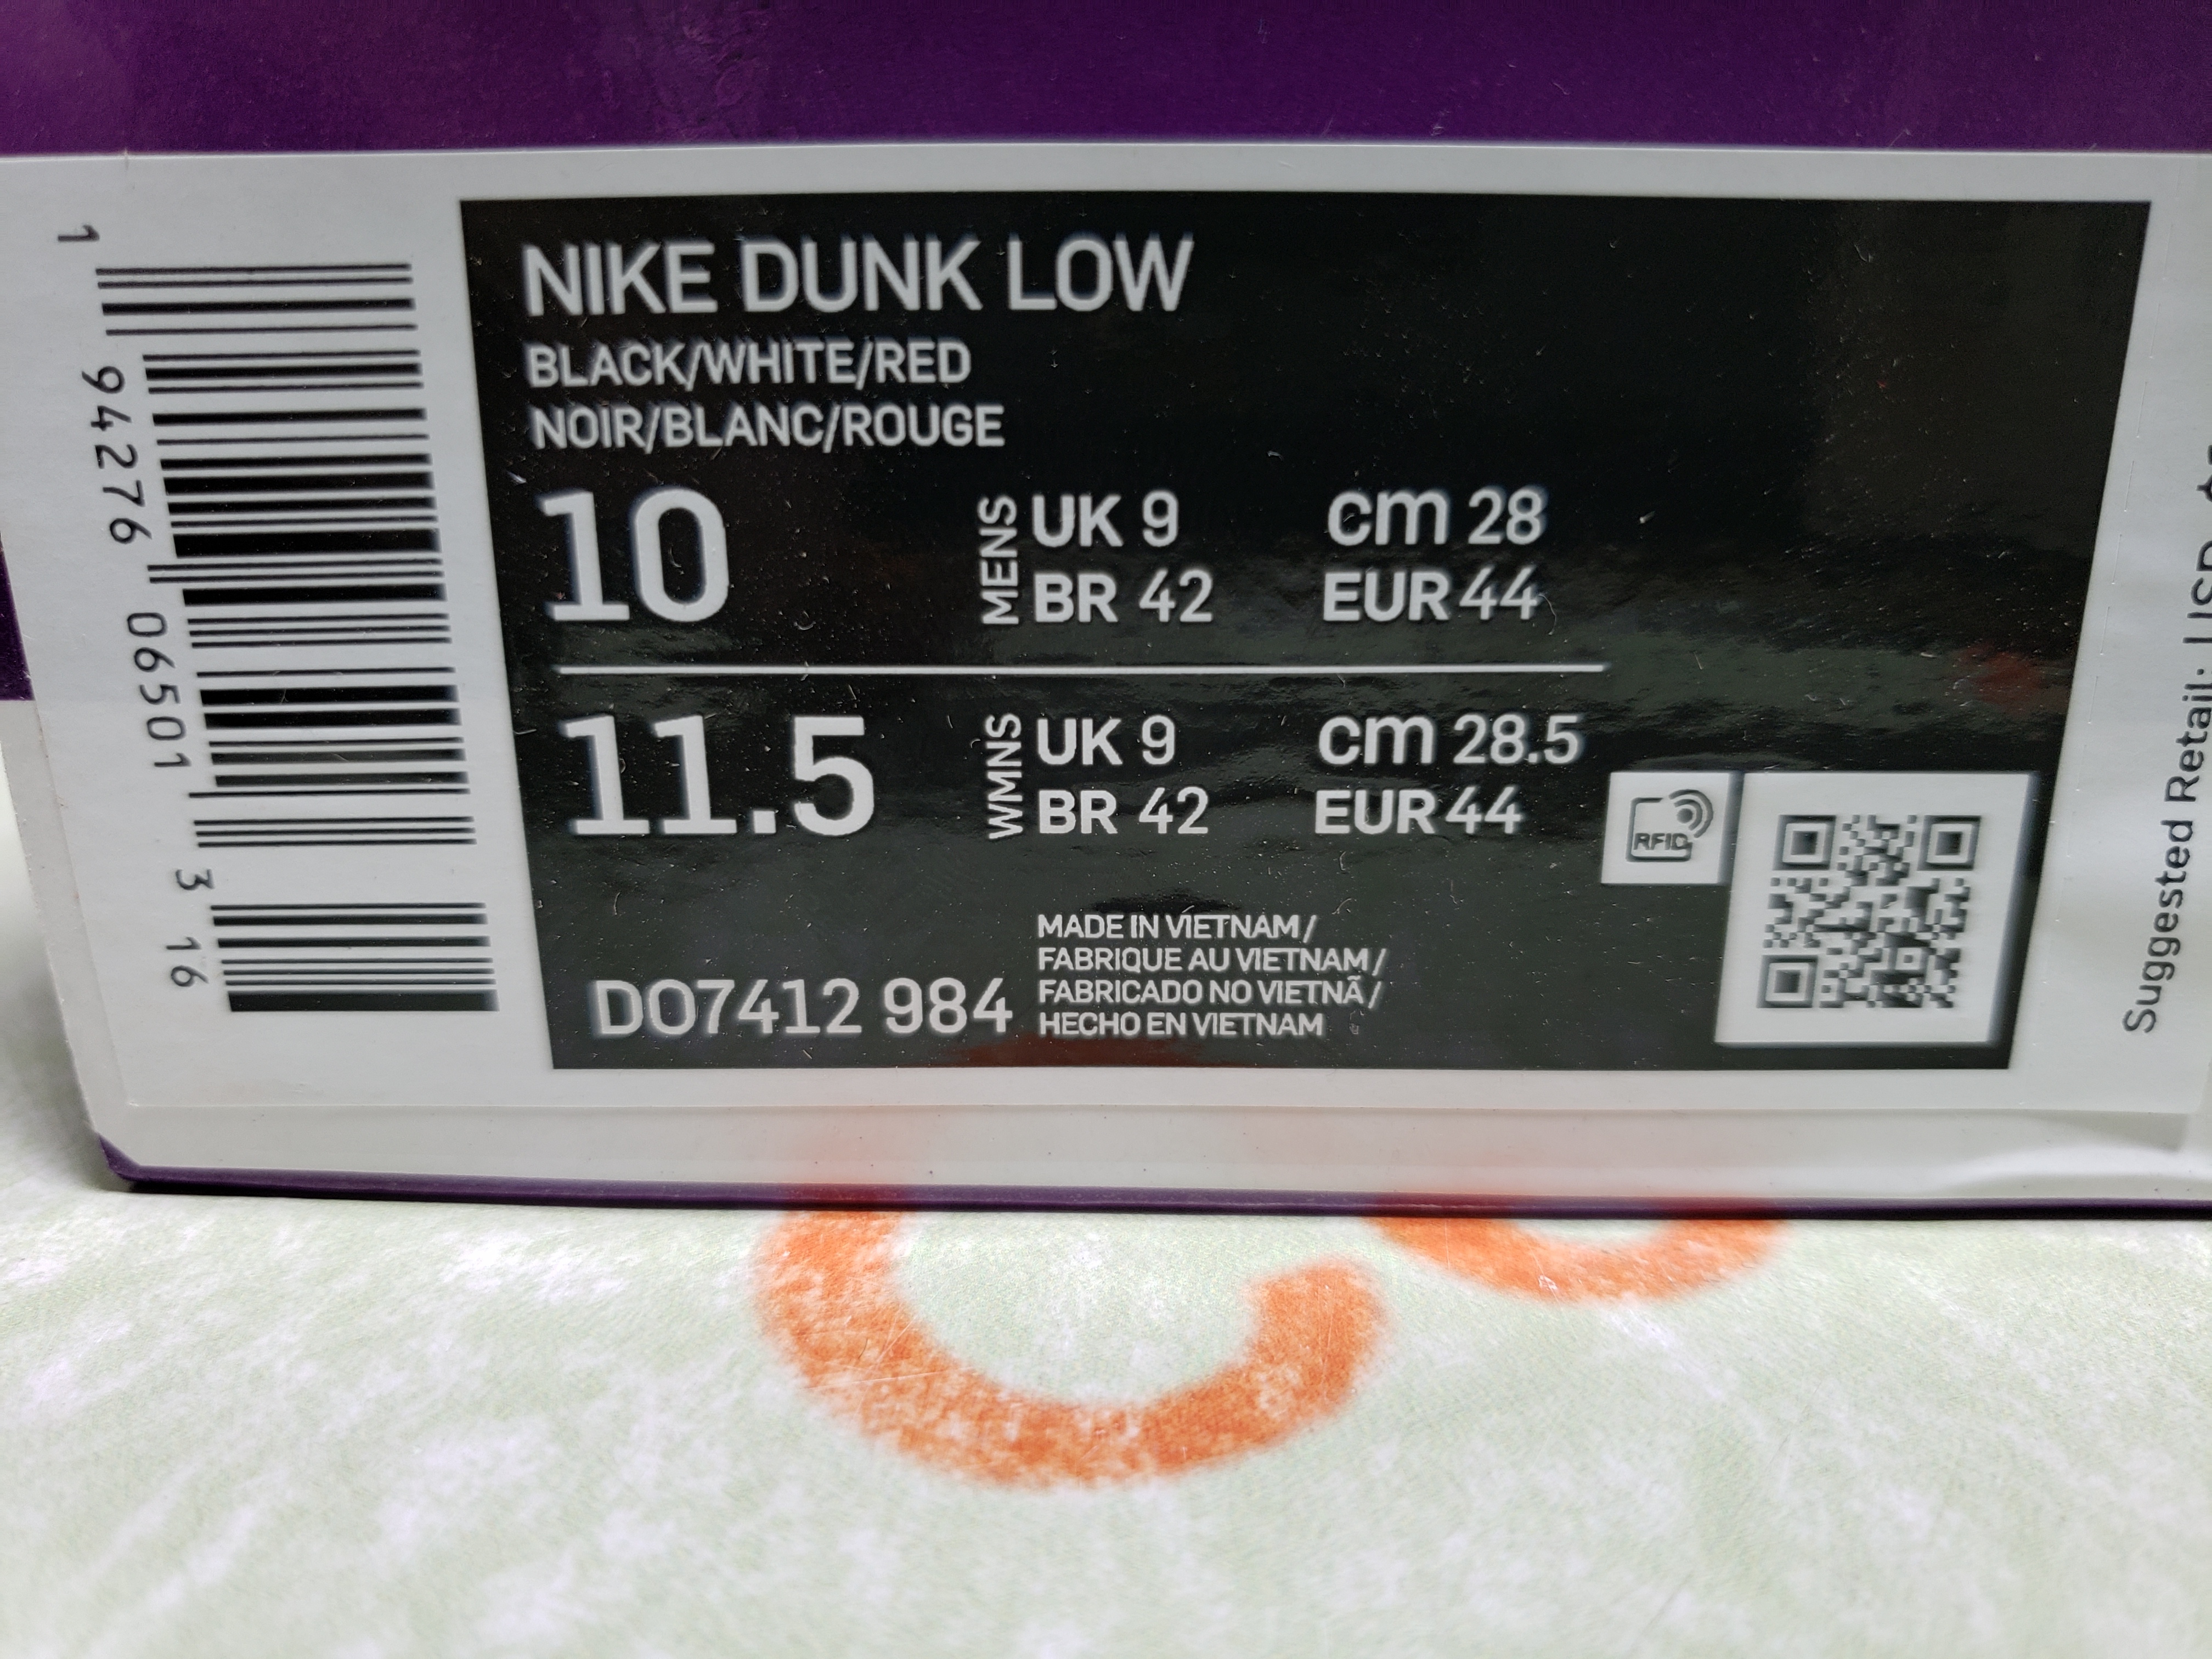 NIKE DUNK LOW
BLACK/WHITE/RED
NOIR/BLANC/ROUGE
10
MENS
UK 9
cm 28
BR 42
EUR 44
11.5
WMNS
UK 9
cm 28.5
BR 42
EUR 44
RFID
DO7412 984
MADE IN VIETNAM /
FABRIQUE AU VIETNAM /
FABRICADO NO VIETNÃ /
HECHO EN VIETNAM
1 94276 06501 3 16
Suggested Retail: USD